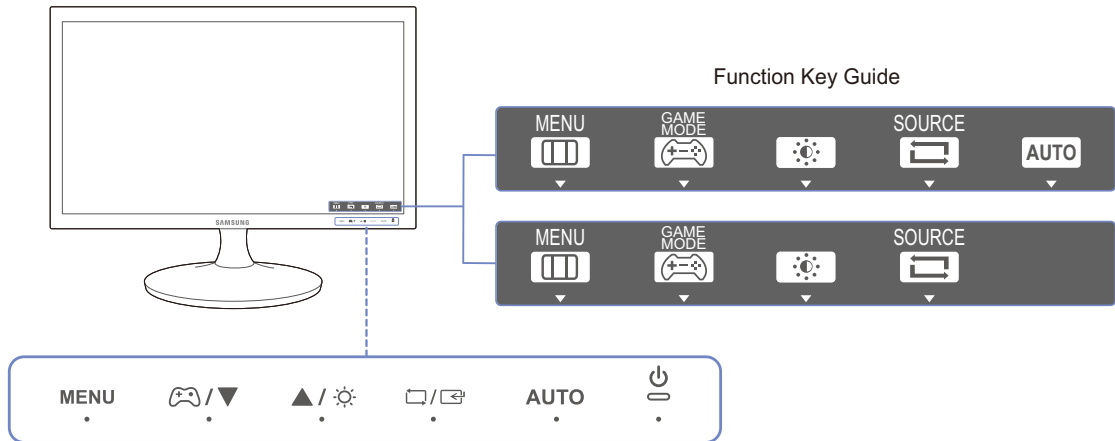 Function Key Guide
MENU
GAME
MODE
SOURCE
AUTO
SAMSUNG
MENU
GAME
MODE
SOURCE
MENU
/
/
/
AUTO